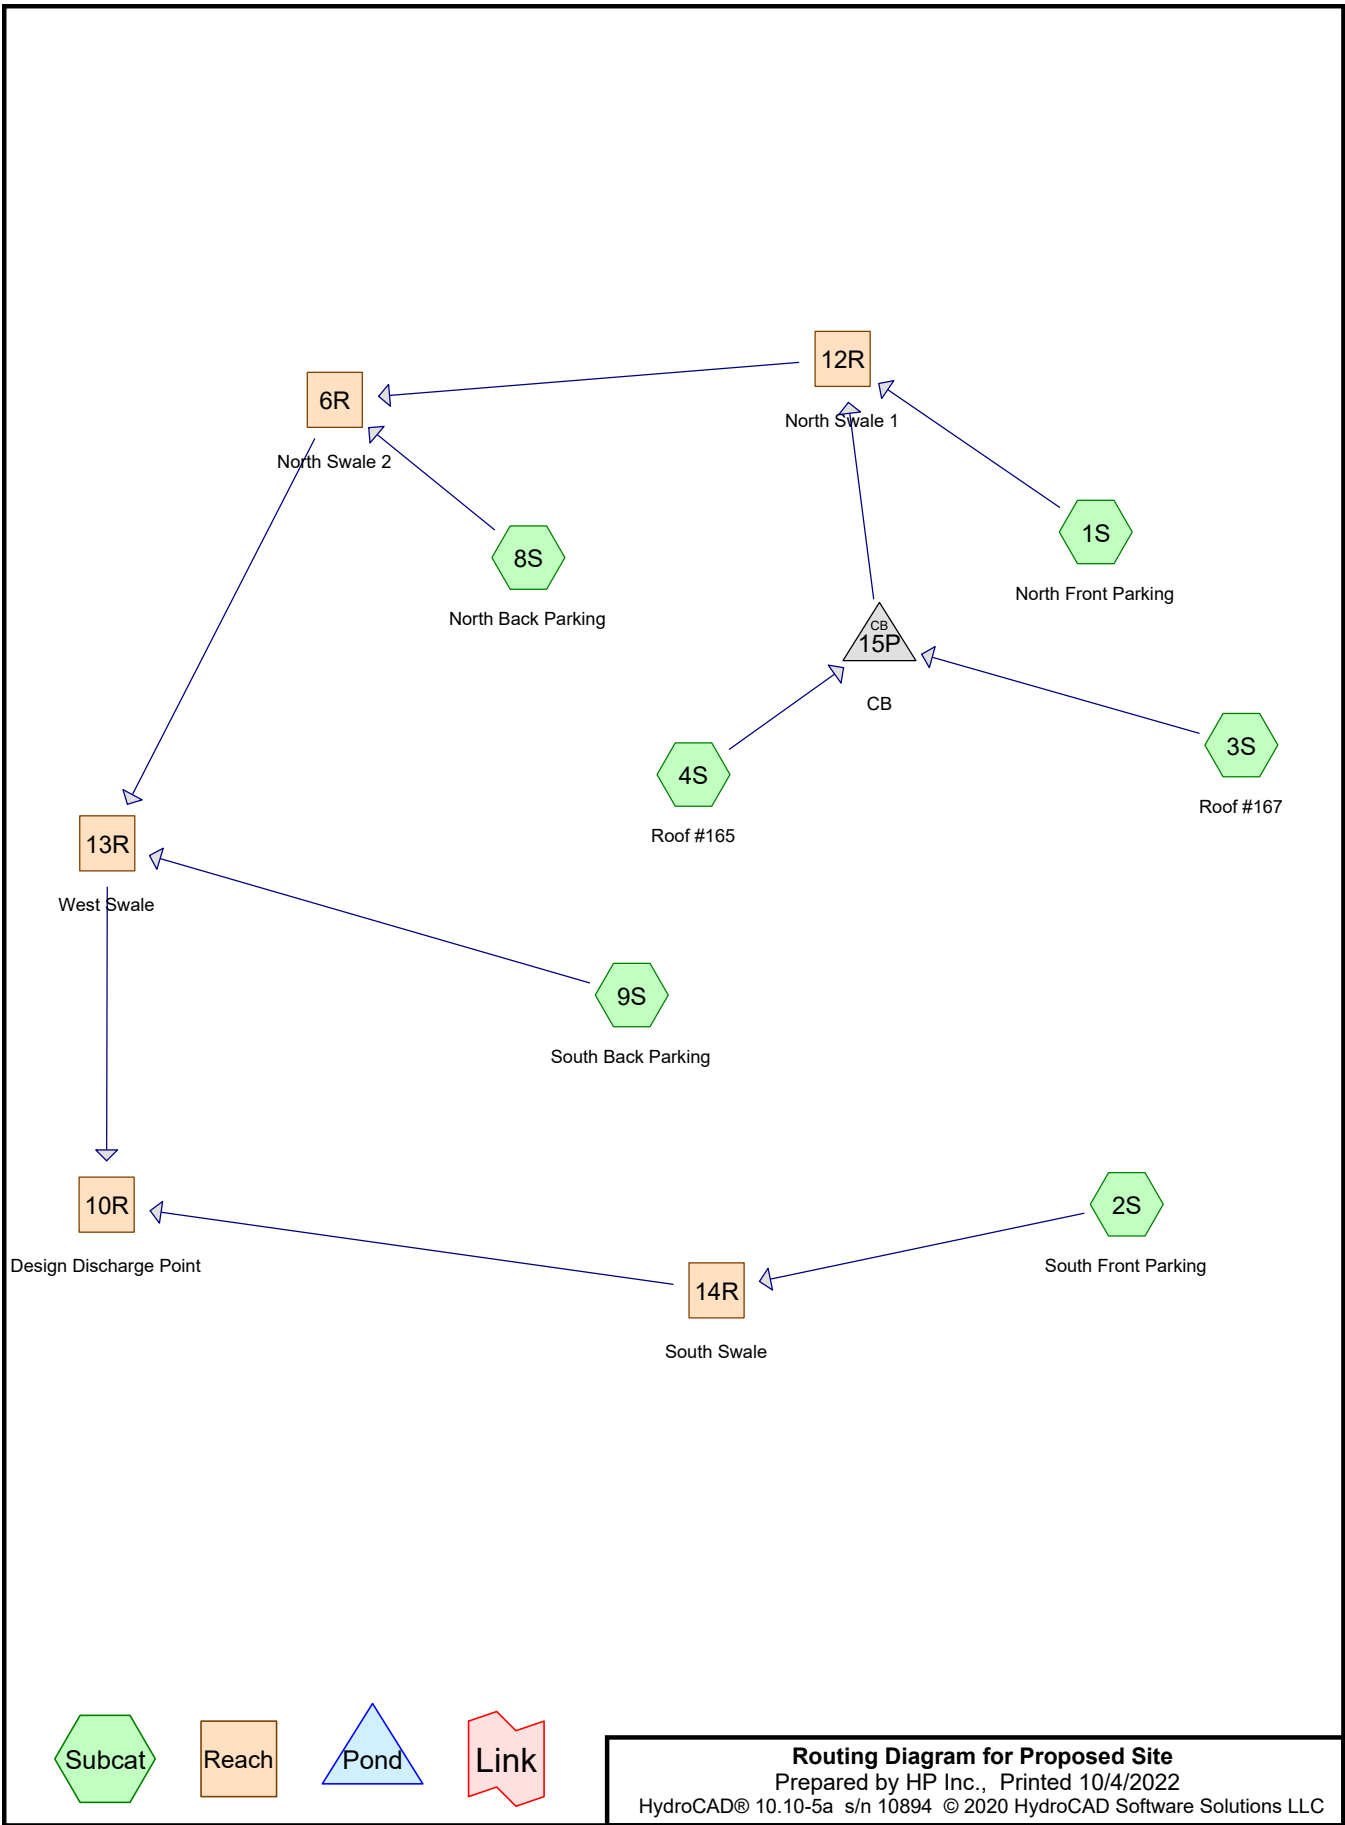 12R
North Swale 1
6R
North Swale 2
8S
North Back Parking
1S
North Front Parking
CB
15P
CB
4S
Roof #165
3S
Roof #167
13R
West Swale
9S
South Back Parking
10R
Design Discharge Point
2S
South Front Parking
14R
South Swale
Subcat
Reach
Pond
Link
Routing Diagram for Proposed Site
Prepared by HP Inc., Printed 10/4/2022
HydroCAD® 10.10-5a s/n 10894 © 2020 HydroCAD Software Solutions LLC